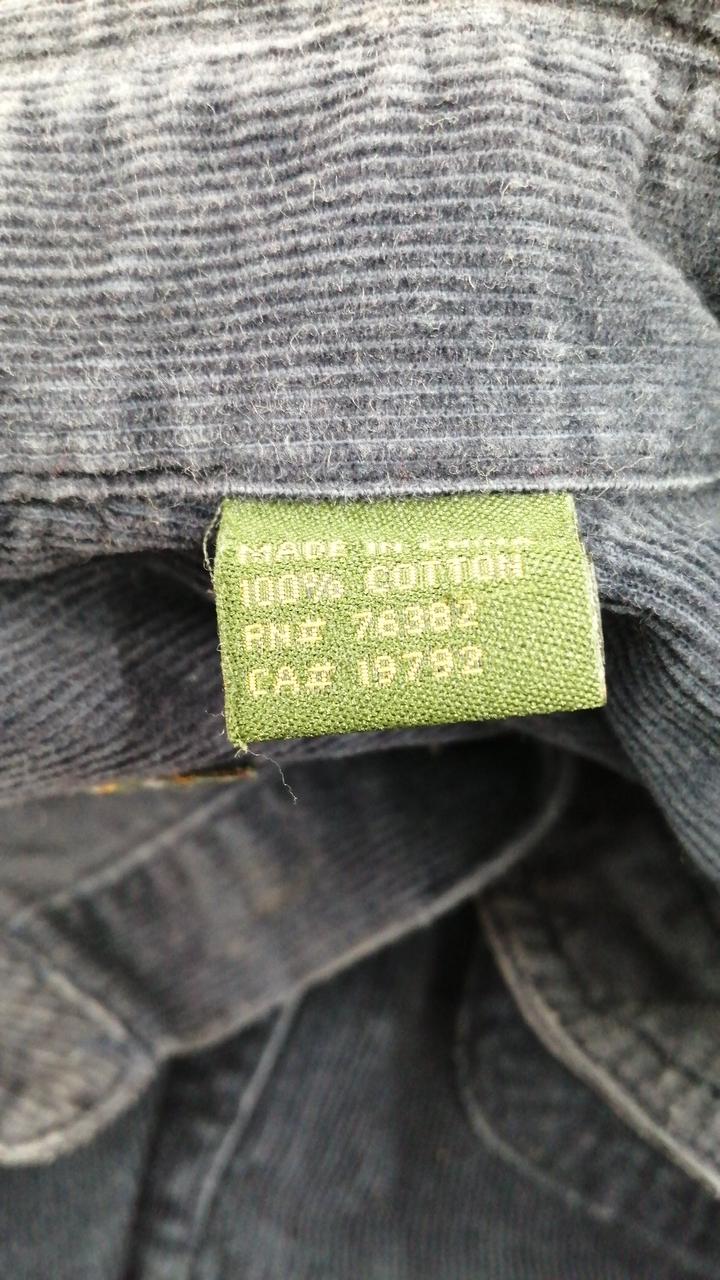 MADE IN CHINA
100% COTTON
RN# 76382
CA# 19792